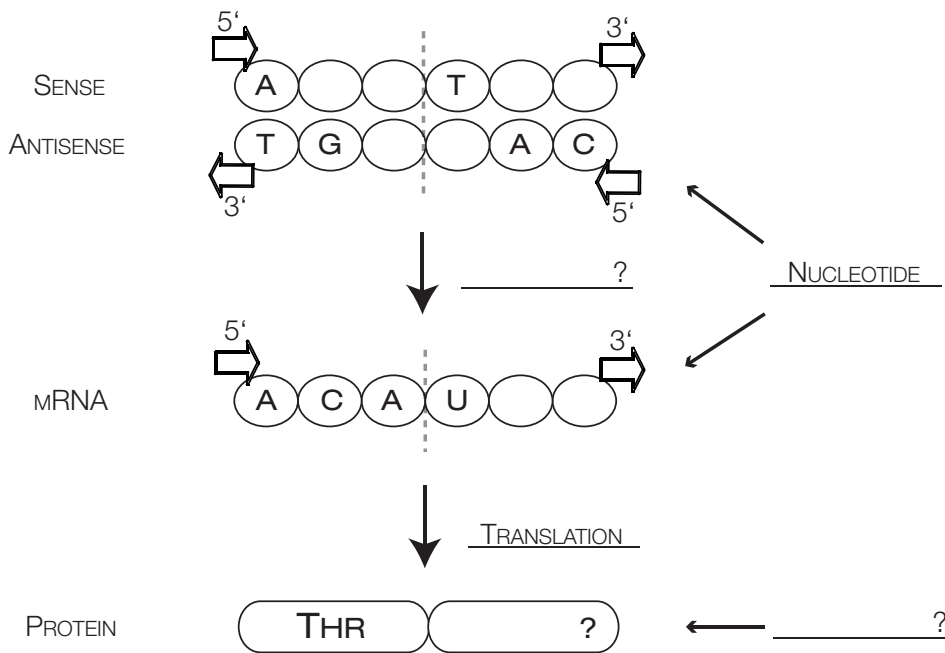 5‘ 3‘
SENSE A T
ANTISENSE T G A C
3‘ 5‘
?
NUCLEOTIDE
5‘ 3‘
MRNA A C A U
TRANSLATION
PROTEIN THR ? ?